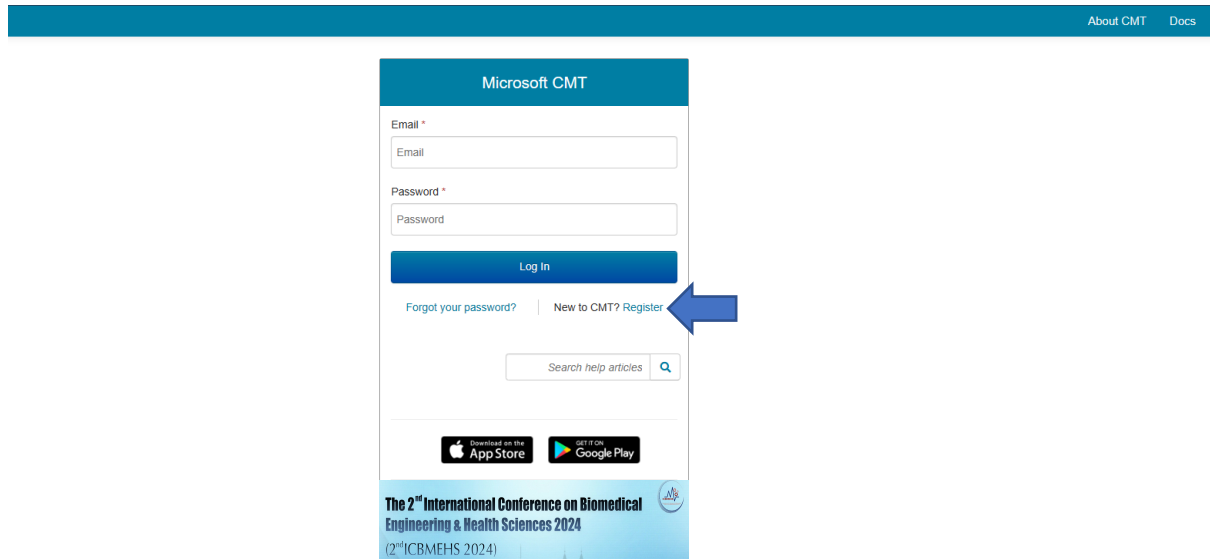 About CMT Docs
Microsoft CMT
Email *
Email
Password *
Password
Log In
Forgot your password? New to CMT? Register
Search help articles
Download on the
App Store
GET IT ON
Google Play
The 2nd International Conference on Biomedical
Engineering & Health Sciences 2024
(2nd ICBMEHS 2024)